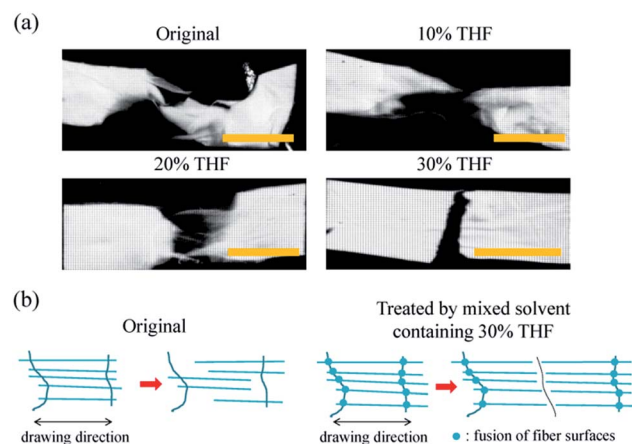 (a)
Original
10% THF
20% THF
30% THF
(b)
Original
Treated by mixed solvent
containing 30% THF
drawing direction
drawing direction
: fusion of fiber surfaces